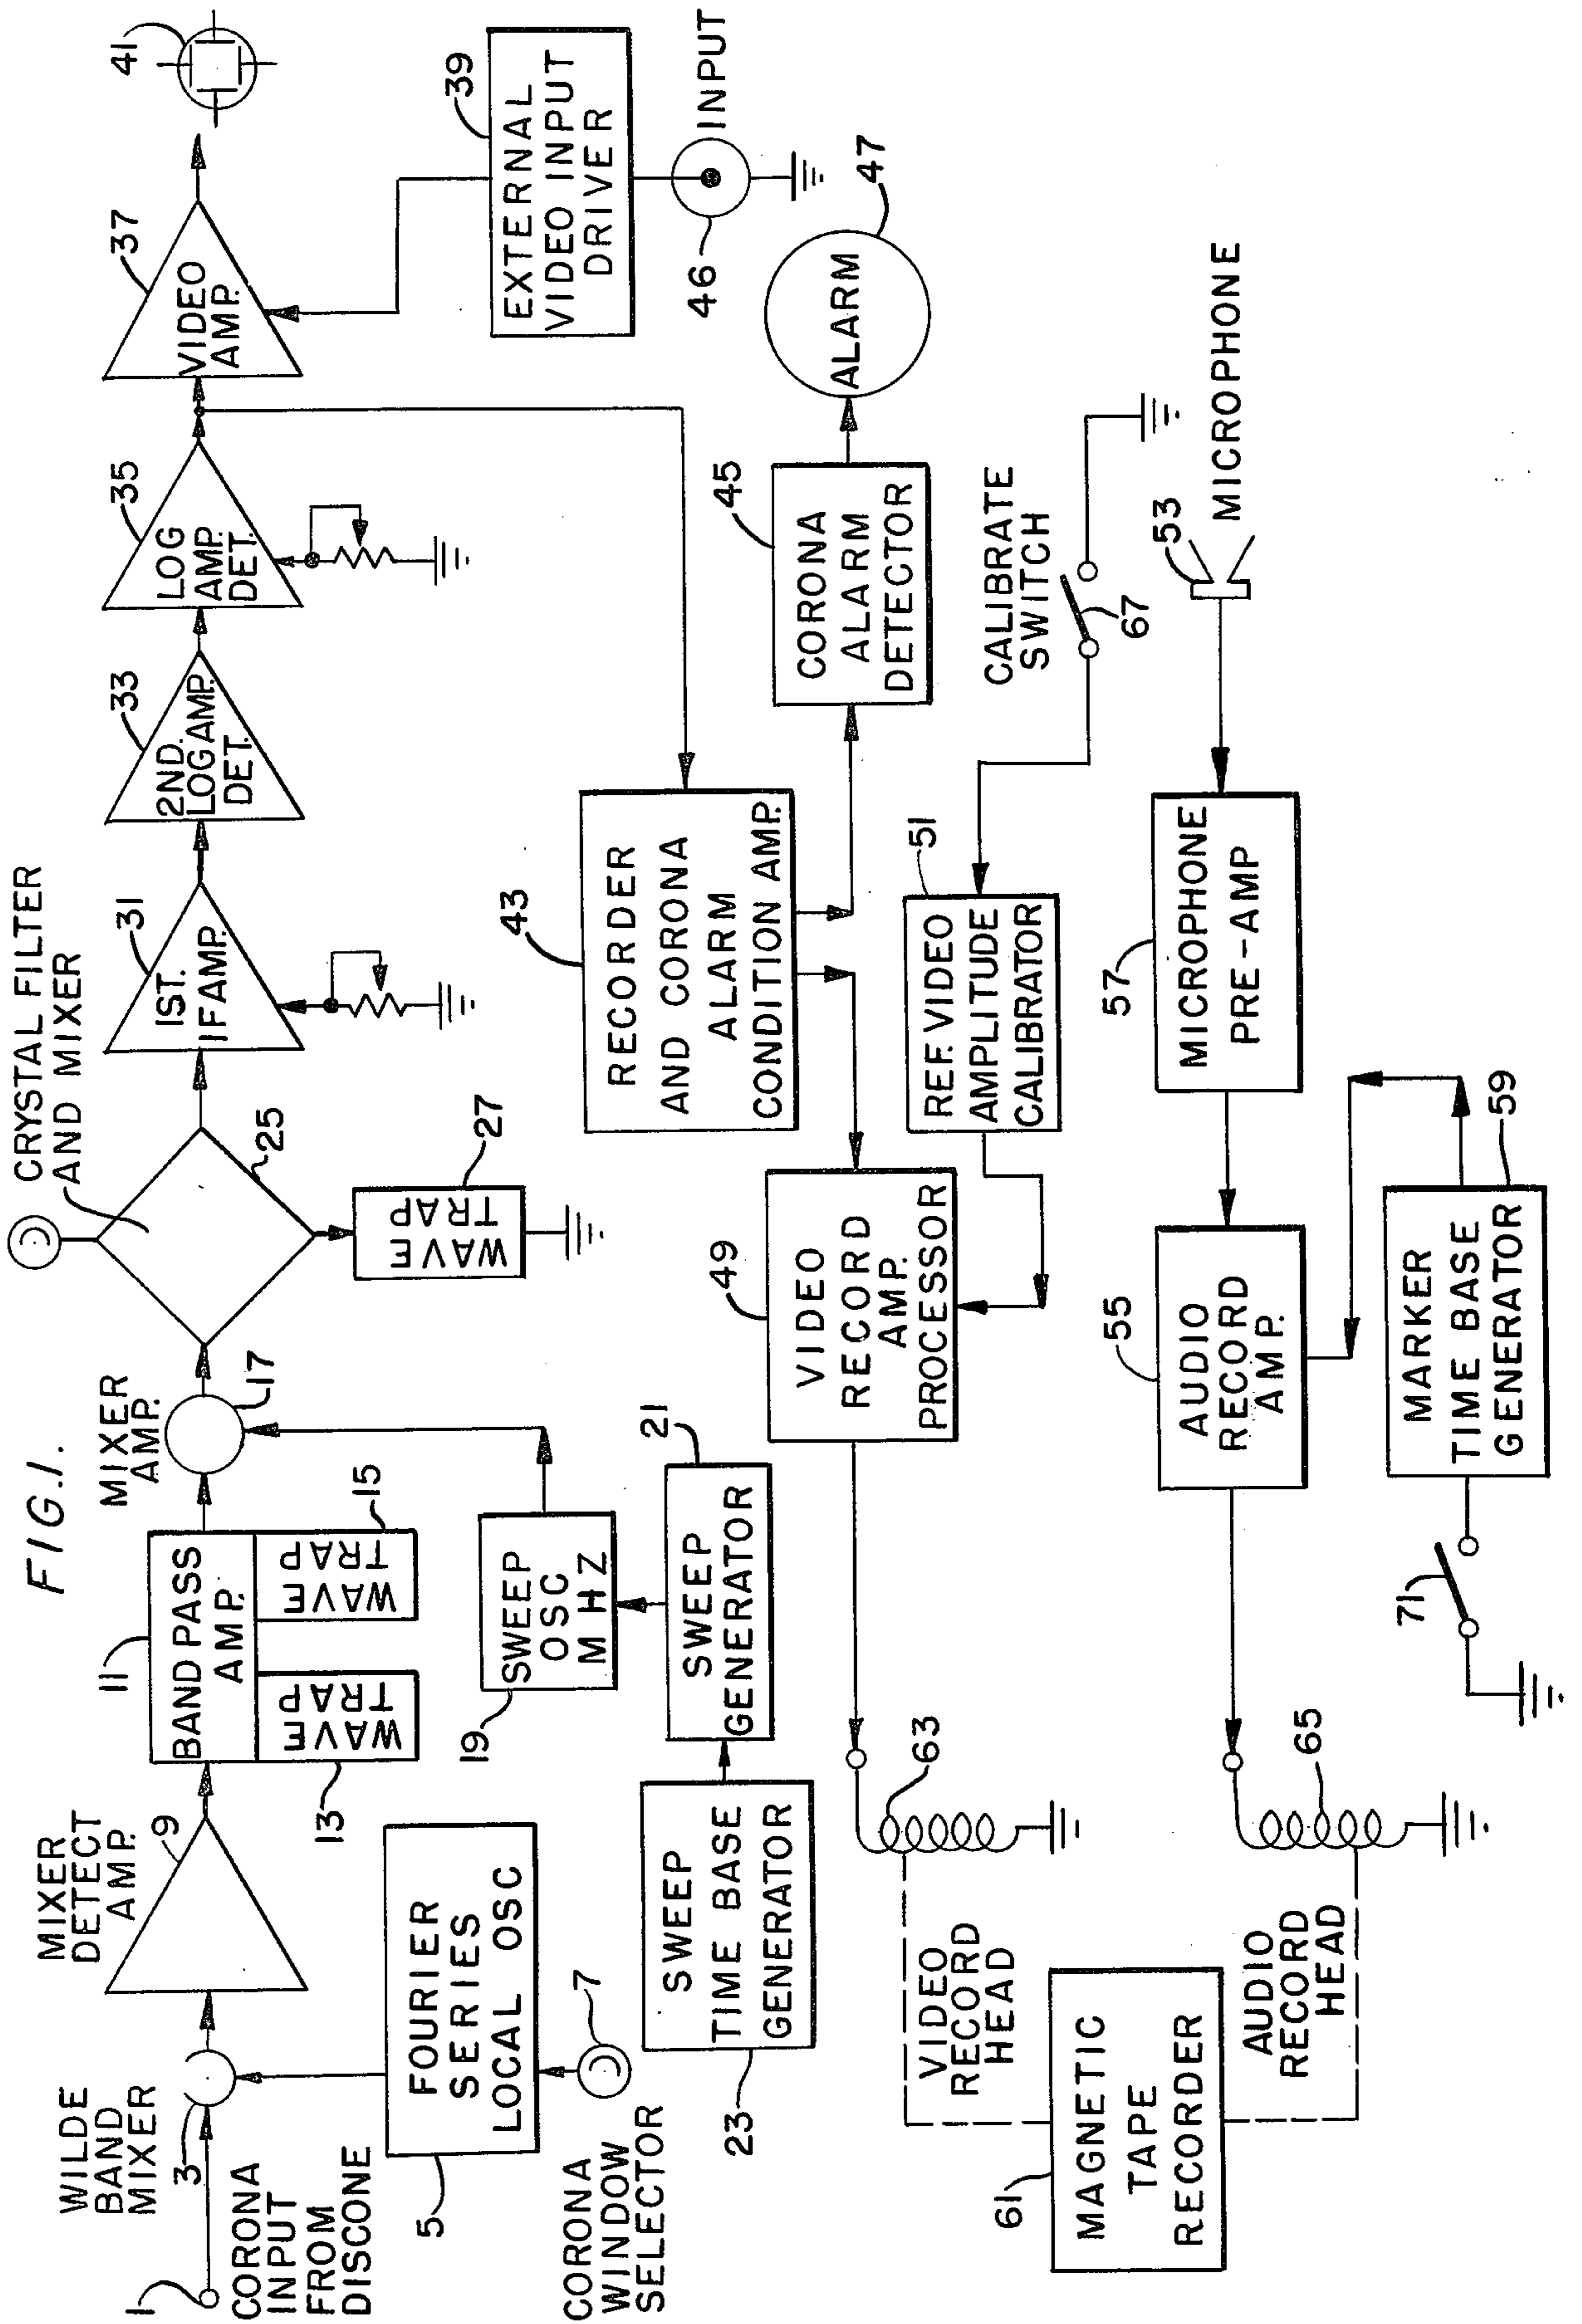 FIG.1.
1
CORONA
INPUT
FROM
DISCONE
WILDE
BAND
MIXER
3
5
FOURIER
SERIES
LOCAL OSC
7
CORONA
WINDOW
SELECTOR
MIXER
DETECT
AMP.
9
11
BAND PASS
AMP.
13
WAVE
TRAP
15
WAVE
TRAP
MIXER
AMP.
17
19
SWEEP
OSC
MHZ
21
SWEEP
GENERATOR
23
SWEEP
TIME BASE
GENERATOR
CRYSTAL FILTER
AND MIXER
25
27
WAVE
TRAP
31
IST.
IF AMP.
33
2ND.
LOG AMP.
DET.
35
LOG
AMP.
DET.
37
VIDEO
AMP.
41
39
EXTERNAL
VIDEO INPUT
DRIVER
46
INPUT
43
RECORDER
AND CORONA
ALARM
CONDITION AMP.
45
CORONA
ALARM
DETECTOR
ALARM
47
49
VIDEO
RECORD
AMP.
PROCESSOR
51
REF. VIDEO
AMPLITUDE
CALIBRATOR
CALIBRATE
SWITCH
67
53
MICROPHONE
57
MICROPHONE
PRE-AMP
55
AUDIO
RECORD
AMP.
59
MARKER
TIME BASE
GENERATOR
71
63
VIDEO
RECORD
HEAD
65
AUDIO
RECORD
HEAD
61
MAGNETIC
TAPE
RECORDER